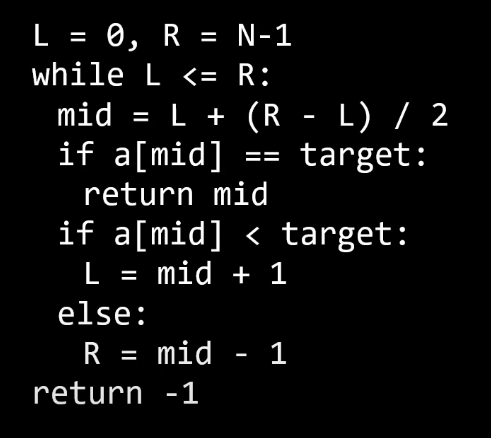 L = 0, R = N-1
while L <= R:
  mid = L + (R - L) / 2
  if a[mid] == target:
    return mid
  if a[mid] < target:
    L = mid + 1
  else:
    R = mid - 1
return -1